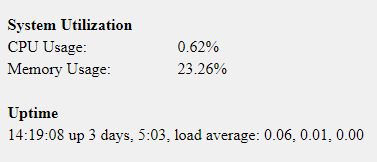 System Utilization
CPU Usage: 0.62%
Memory Usage: 23.26%
Uptime
14:19:08 up 3 days, 5:03, load average: 0.06, 0.01, 0.00